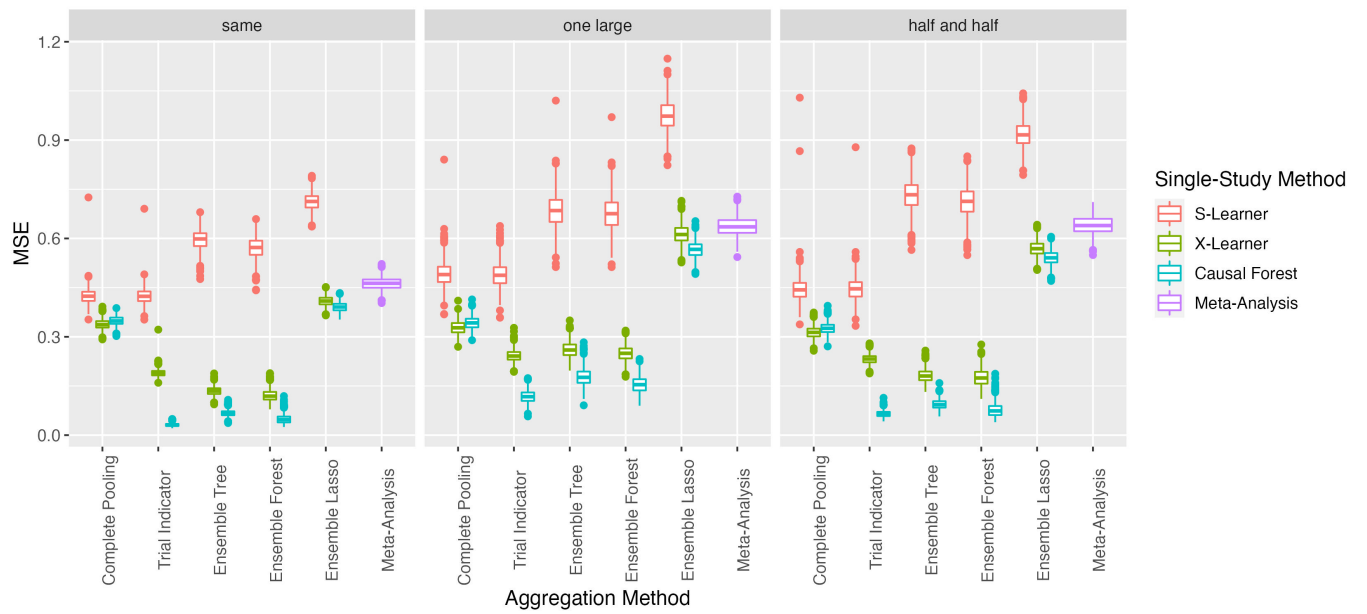 same
one large
half and half
MSE
1.2
0.9
0.6
0.3
0.0
Complete Pooling
Trial Indicator
Ensemble Tree
Ensemble Forest
Ensemble Lasso
Meta-Analysis
Complete Pooling
Trial Indicator
Ensemble Tree
Ensemble Forest
Ensemble Lasso
Meta-Analysis
Complete Pooling
Trial Indicator
Ensemble Tree
Ensemble Forest
Ensemble Lasso
Meta-Analysis
Aggregation Method
Single-Study Method
S-Learner
X-Learner
Causal Forest
Meta-Analysis